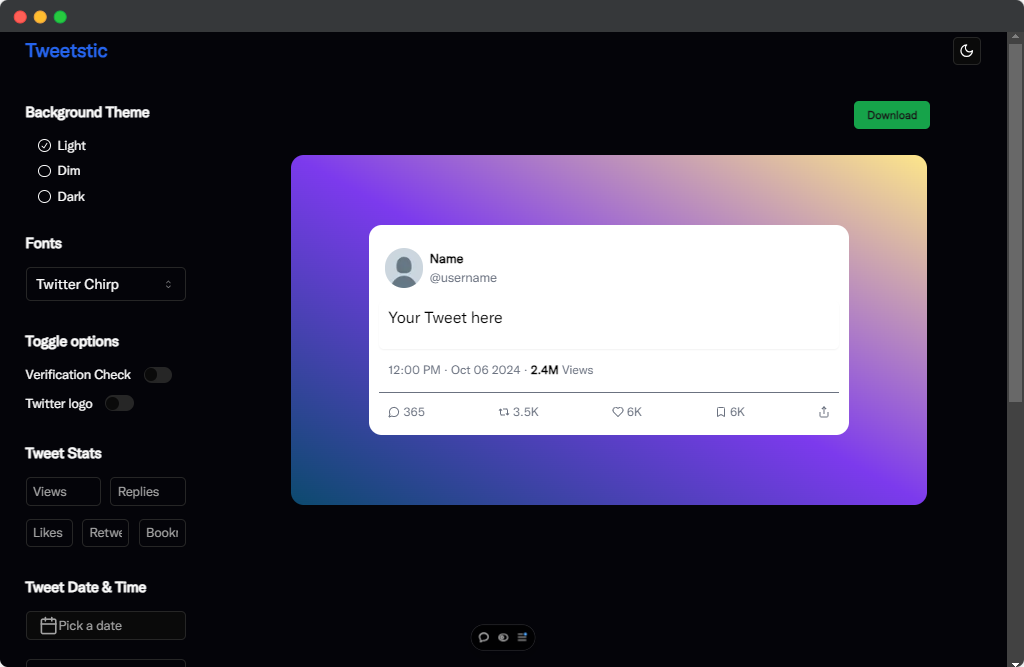 Tweetstic
Background Theme
Download
Light
Dim
Dark
Fonts
Twitter Chirp
Toggle options
Verification Check
Twitter logo
Tweet Stats
Views
Replies
Likes
Retwe
Book
Tweet Date & Time
Pick a date
Name
@username
Your Tweet here
12:00 PM · Oct 06 2024 · 2.4M Views
365 3.5K 6K 6K